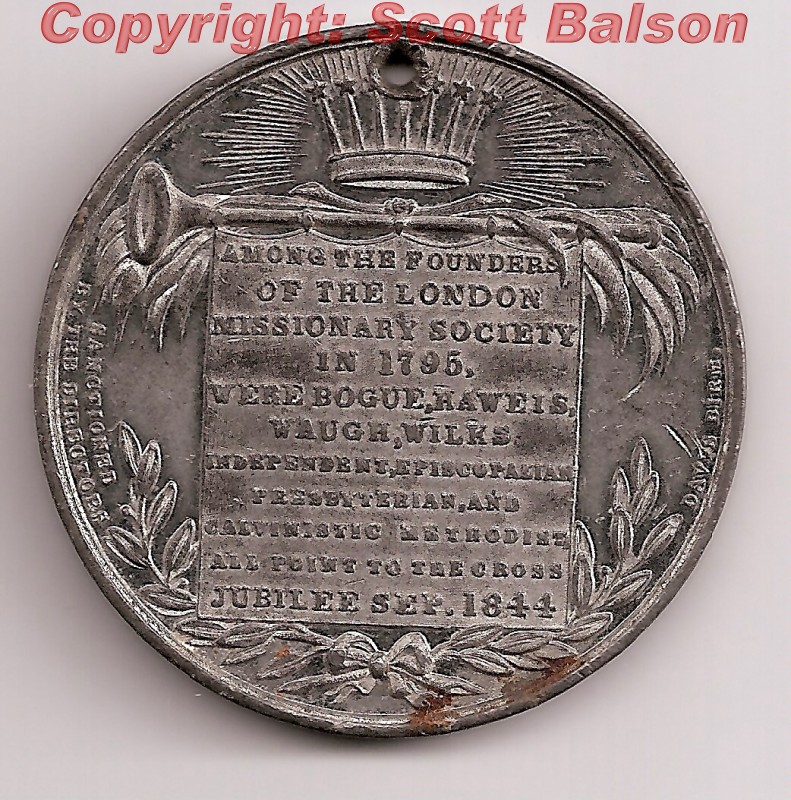 Copyright: Scott Balson
AMONG THE FOUNDERS
OF THE LONDON
MISSIONARY SOCIETY
IN 1795,
WERE BOGUE, HAWEIS,
WAUGH, WILKS.
INDEPENDENT, EPISCOPALIAN
PRESBYTERIAN, AND
CALVINISTIC METHODIST
ALL POINT TO THE CROSS
JUBILEE SEP. 1844
SANCTIONED
BY THE DIRECTORS
DAVIS BIRM.